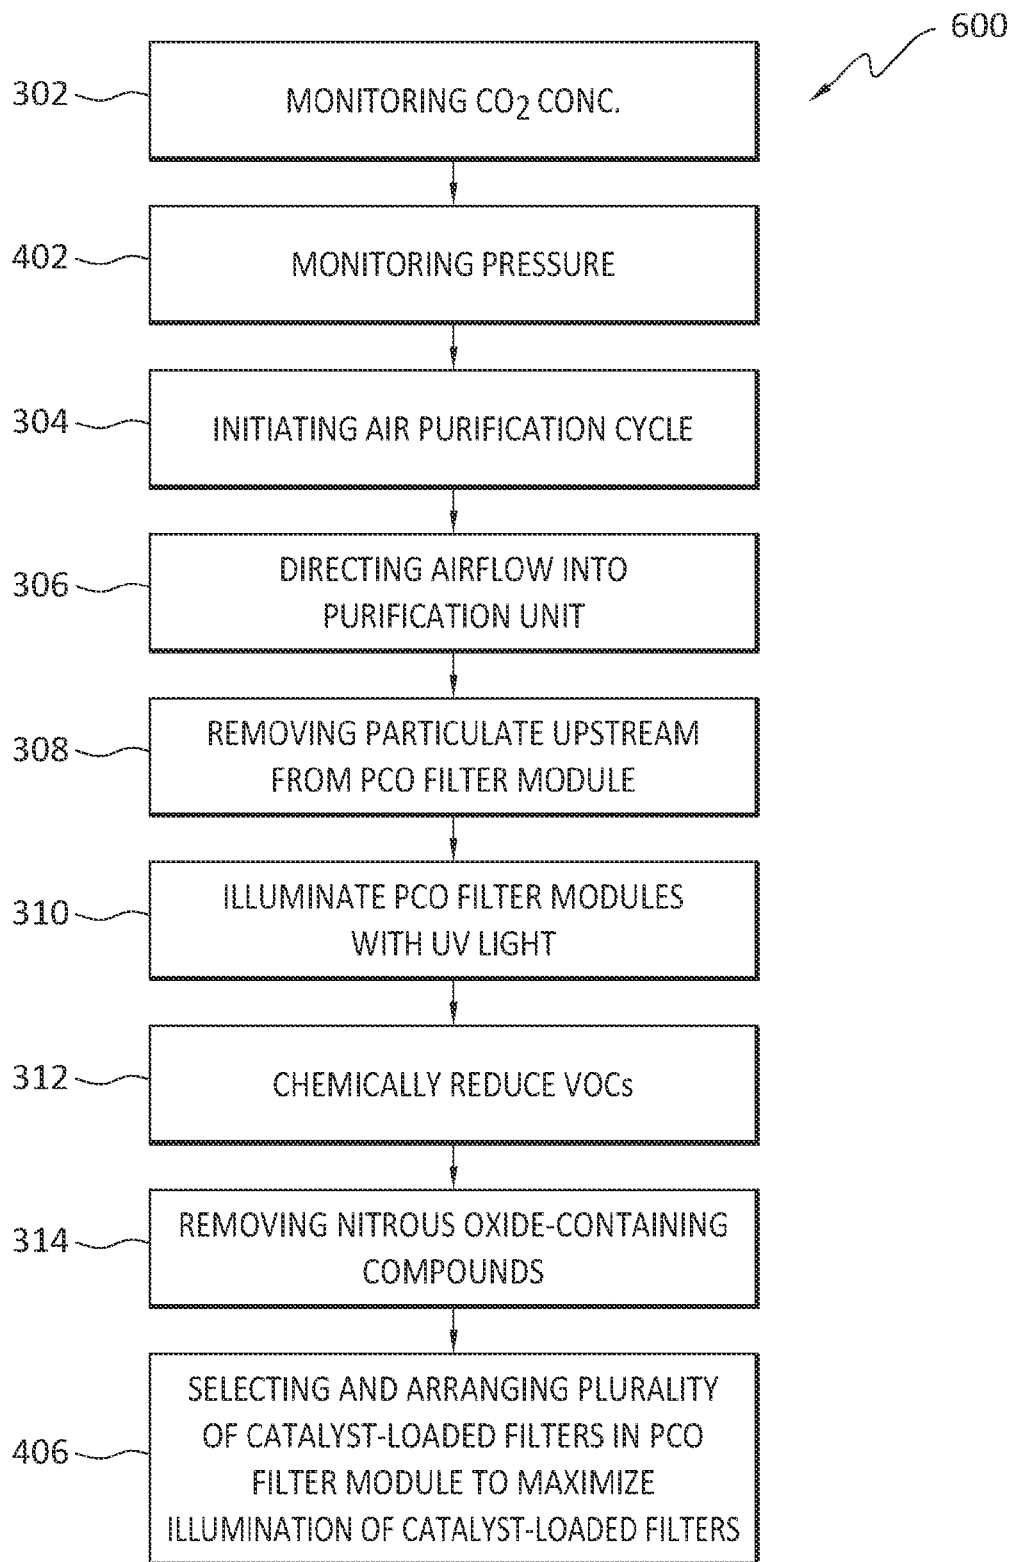 600
302
MONITORING CO₂ CONC.
402
MONITORING PRESSURE
304
INITIATING AIR PURIFICATION CYCLE
306
DIRECTING AIRFLOW INTO
PURIFICATION UNIT
308
REMOVING PARTICULATE UPSTREAM
FROM PCO FILTER MODULE
310
ILLUMINATE PCO FILTER MODULES
WITH UV LIGHT
312
CHEMICALLY REDUCE VOCs
314
REMOVING NITROUS OXIDE-CONTAINING
COMPOUNDS
406
SELECTING AND ARRANGING PLURALITY
OF CATALYST-LOADED FILTERS IN PCO
FILTER MODULE TO MAXIMIZE
ILLUMINATION OF CATALYST-LOADED FILTERS